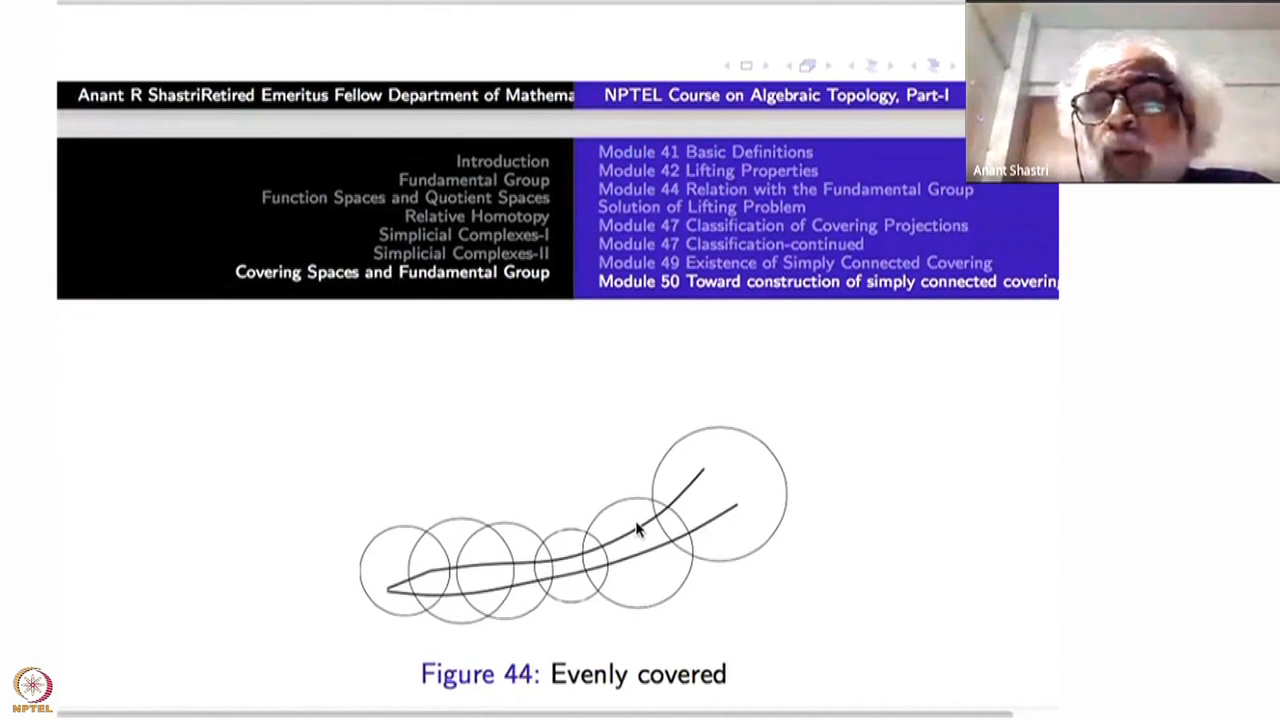 Anant R ShastriRetired Emeritus Fellow Department of Mathema
NPTEL Course on Algebraic Topology, Part-I
Introduction
Fundamental Group
Function Spaces and Quotient Spaces
Relative Homotopy
Simplicial Complexes-I
Simplicial Complexes-II
Covering Spaces and Fundamental Group
Module 41 Basic Definitions
Module 42 Lifting Properties
Module 44 Relation with the Fundamental Group
Solution of Lifting Problem
Module 47 Classification of Covering Projections
Module 47 Classification-continued
Module 49 Existence of Simply Connected Covering
Module 50 Toward construction of simply connected covering
Anant Shastri
Figure 44: Evenly covered
NPTEL